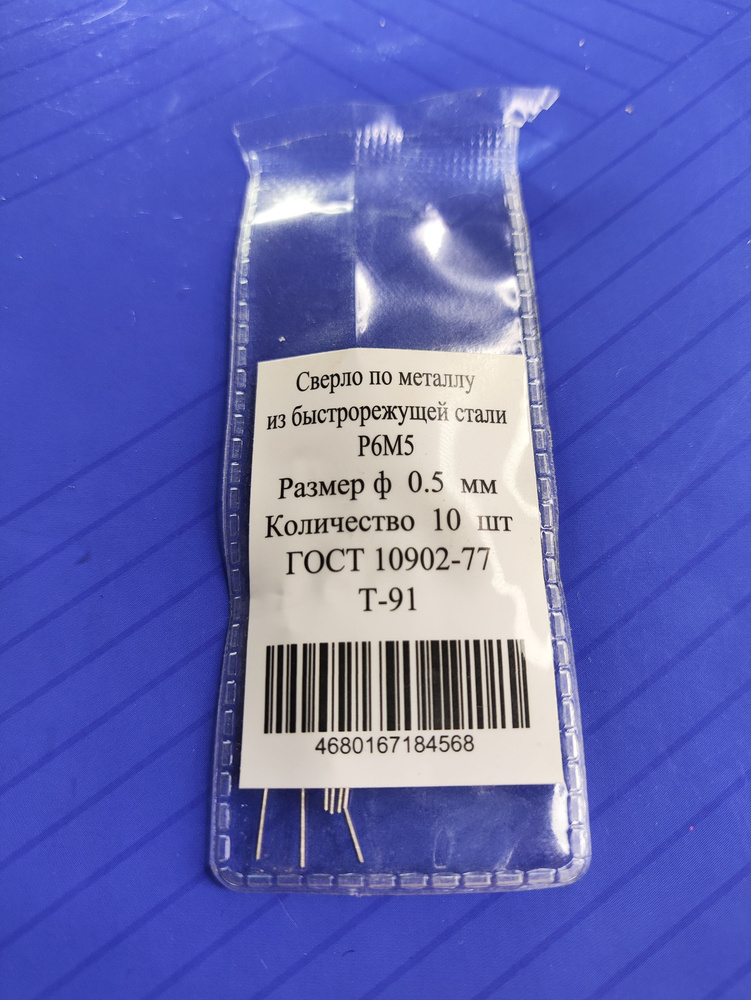 Сверло по металлу
из быстрорежущей стали
Р6М5
Размер ф 0.5 мм
Количество 10 шт
ГОСТ 10902-77
Т-91
4680167184568